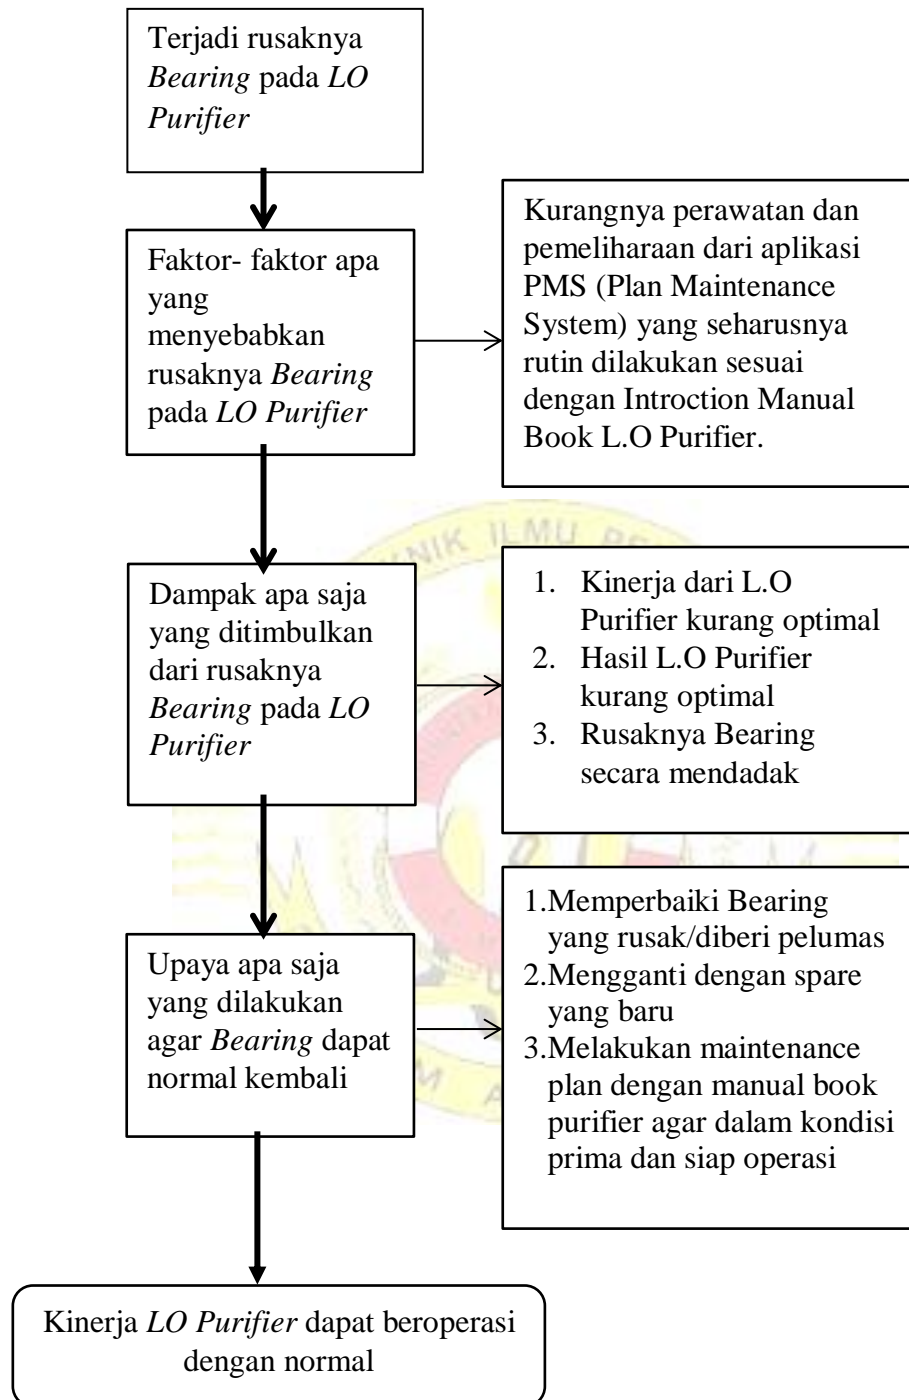 Terjadi rusaknya
Bearing pada LO
Purifier
Faktor- faktor apa
yang
menyebabkan
rusaknya Bearing
pada LO Purifier
Kurangnya perawatan dan
pemeliharaan dari aplikasi
PMS (Plan Maintenance
System) yang seharusnya
rutin dilakukan sesuai
dengan Introction Manual
Book L.O Purifier.
Dampak apa saja
yang ditimbulkan
dari rusaknya
Bearing pada LO
Purifier
1. Kinerja dari L.O
Purifier kurang optimal
2. Hasil L.O Purifier
kurang optimal
3. Rusaknya Bearing
secara mendadak
Upaya apa saja
yang dilakukan
agar Bearing dapat
normal kembali
1.Memperbaiki Bearing
yang rusak/diberi pelumas
2.Mengganti dengan spare
yang baru
3.Melakukan maintenance
plan dengan manual book
purifier agar dalam kondisi
prima dan siap operasi
Kinerja LO Purifier dapat beroperasi
dengan normal
ILMU